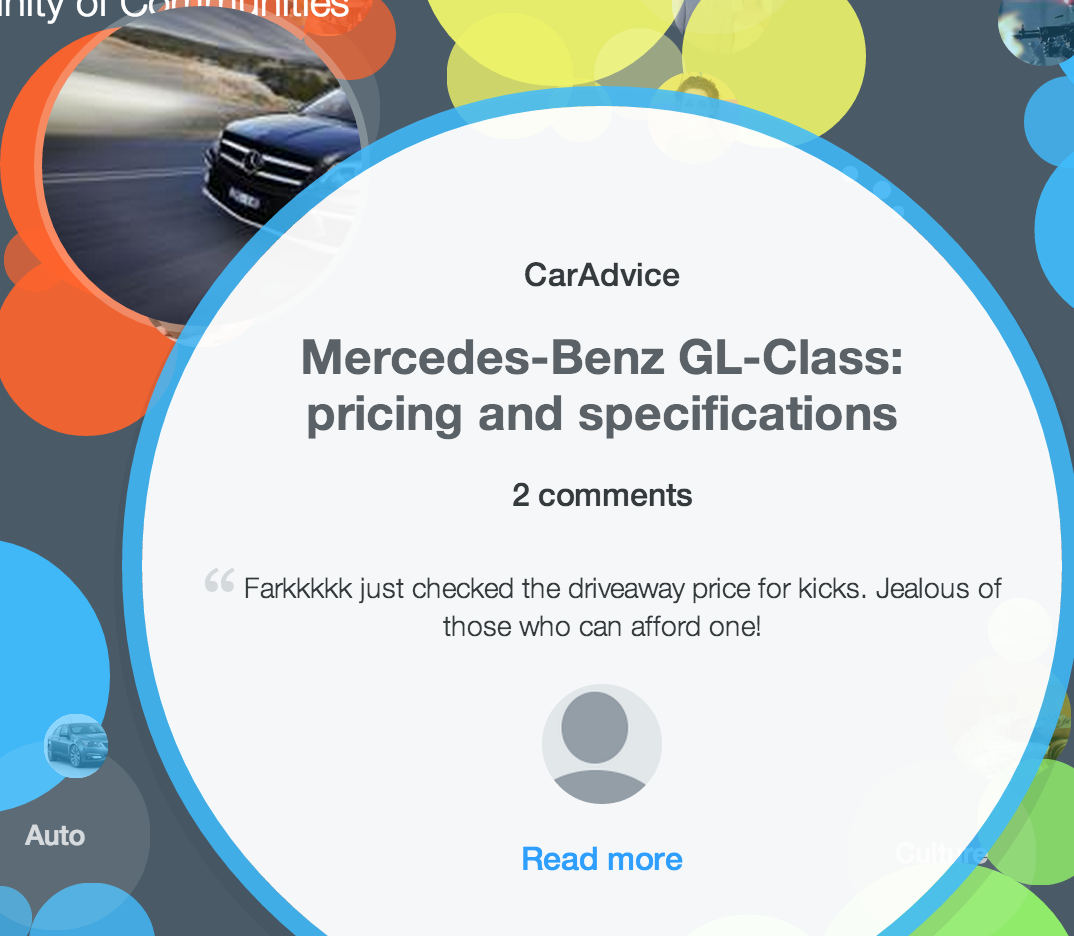 nity of Communities
CarAdvice
Mercedes-Benz GL-Class:
pricing and specifications
2 comments
“ Farkkkkk just checked the driveaway price for kicks. Jealous of
those who can afford one!
Auto
Culture
Read more